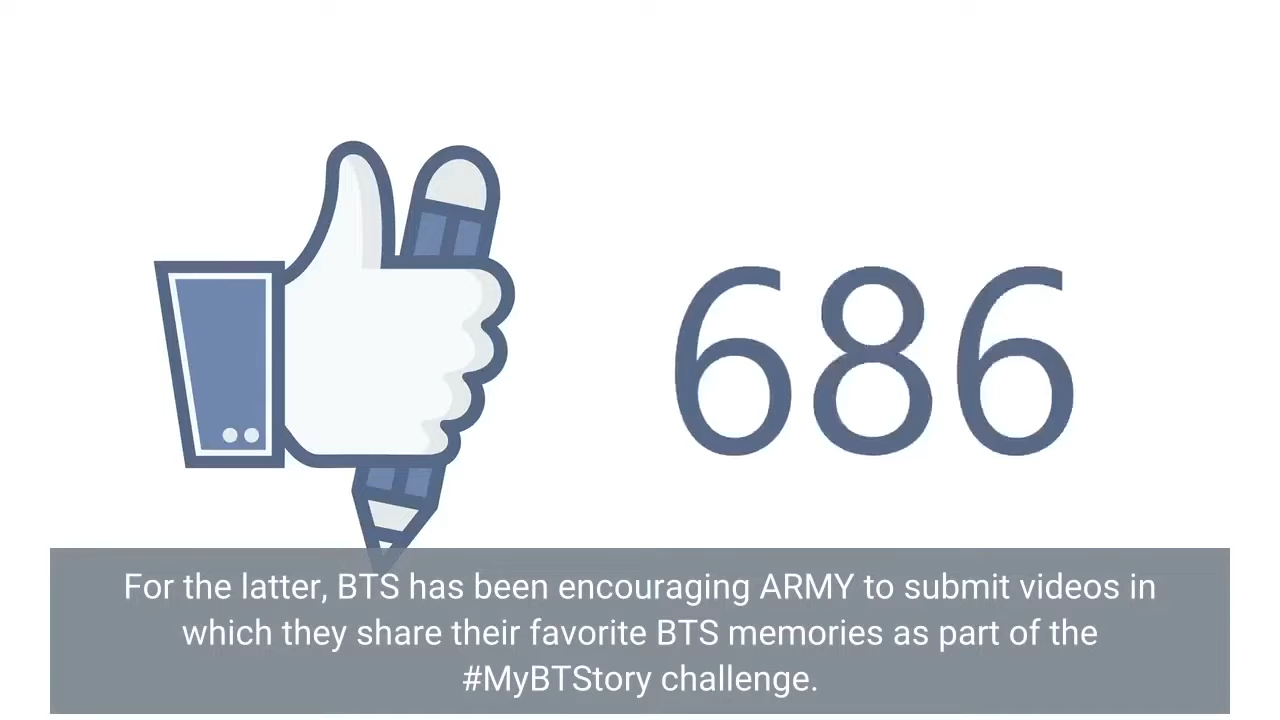 686
For the latter, BTS has been encouraging ARMY to submit videos in
which they share their favorite BTS memories as part of the
#MyBTStory challenge.